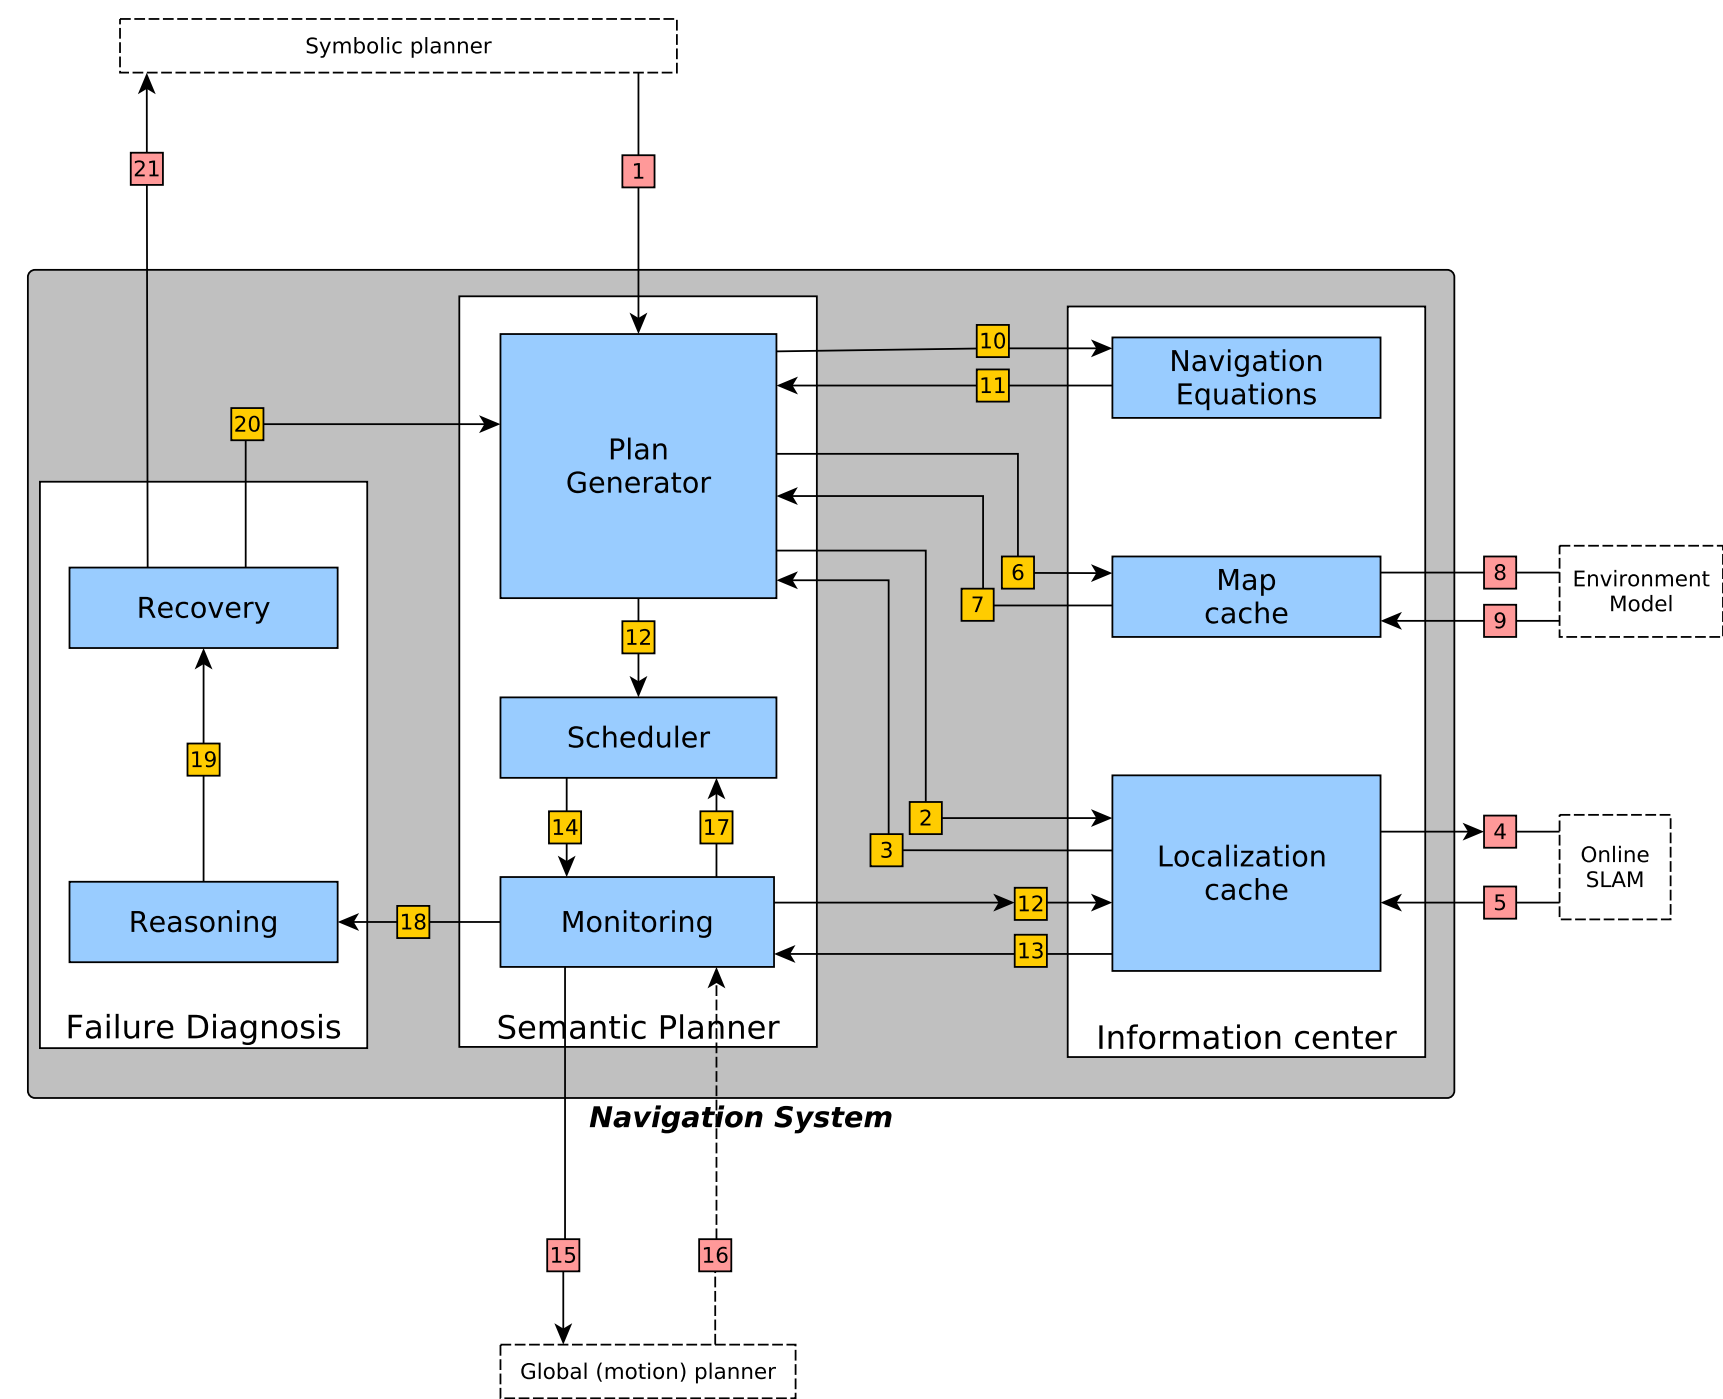 Symbolic planner
21
1
10
Navigation
Equations
11
20
Plan
Generator
6
Map
cache
8
Environment
Model
7
9
Recovery
12
19
Scheduler
14
17
2
3
Localization
cache
4
Online
SLAM
5
Reasoning
18
Monitoring
12
13
Failure Diagnosis
Semantic Planner
Information center
Navigation System
15
16
Global (motion) planner